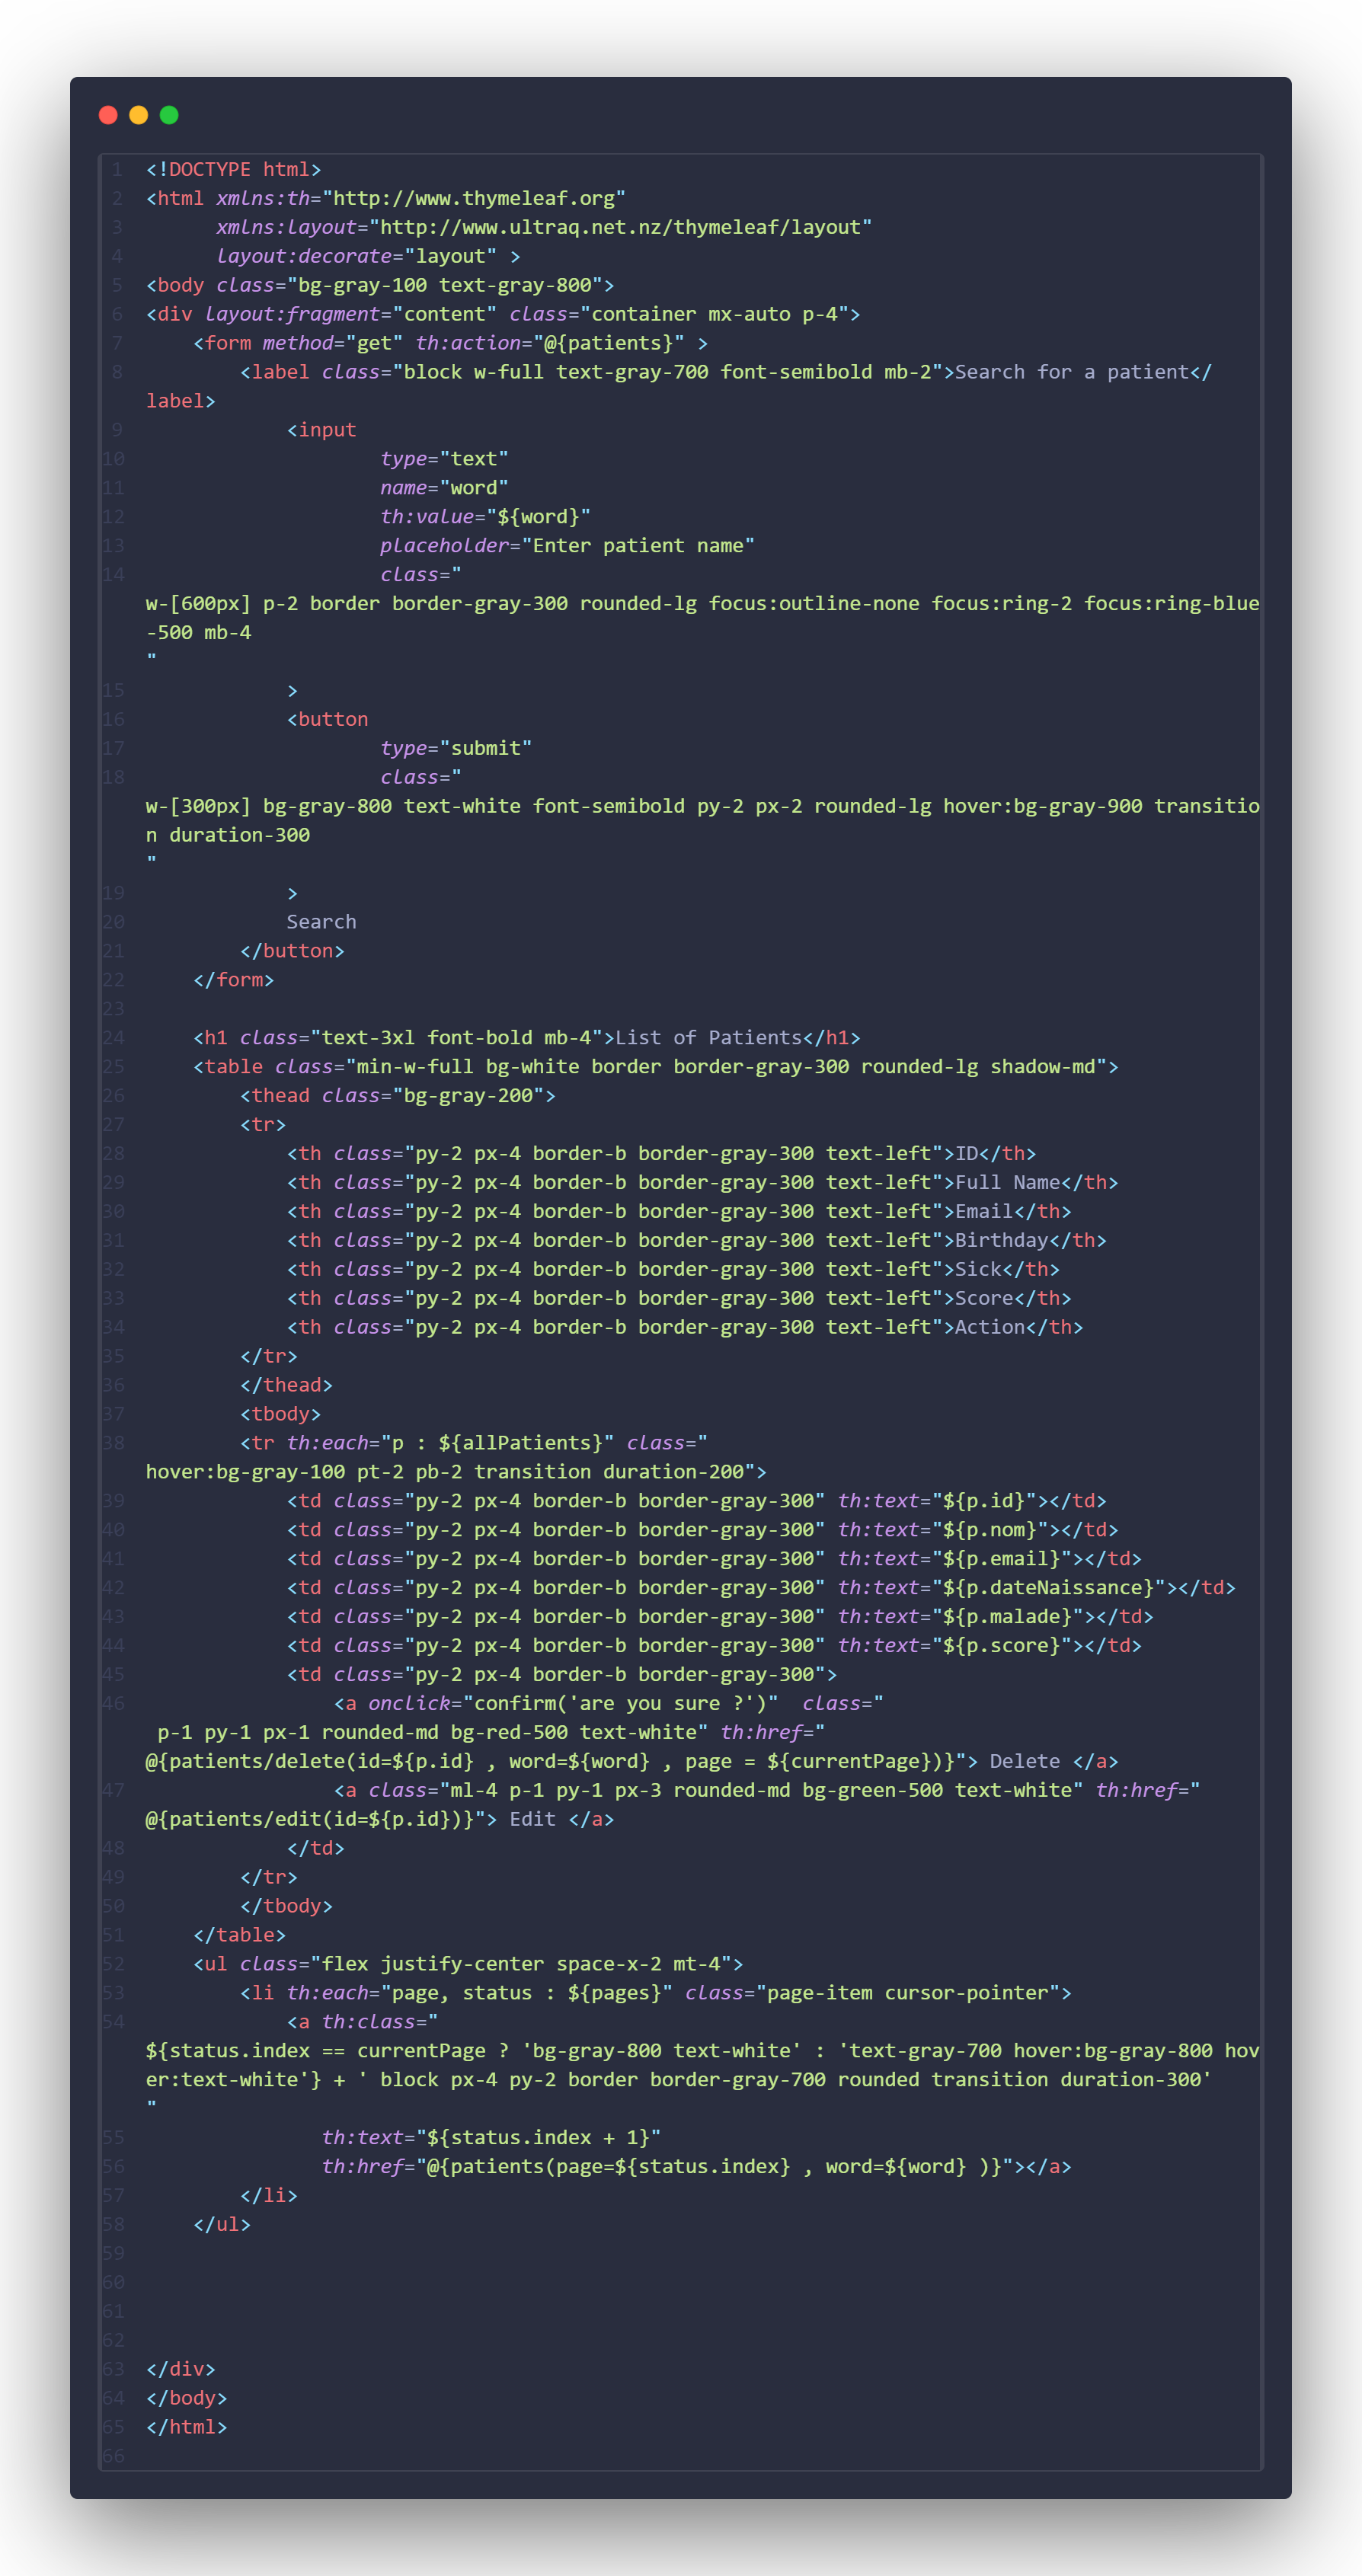 1 <!DOCTYPE html>
2 <html xmlns:th="http://www.thymeleaf.org"
3       xmlns:layout="http://www.ultraq.net.nz/thymeleaf/layout"
4       layout:decorate="layout" >
5 <body class="bg-gray-100 text-gray-800">
6 <div layout:fragment="content" class="container mx-auto p-4">
7     <form method="get" th:action="@{patients}" >
8         <label class="block w-full text-gray-700 font-semibold mb-2">Search for a patient</
label>
9             <input
10                     type="text"
11                     name="word"
12                     th:value="${word}"
13                     placeholder="Enter patient name"
14                     class="
w-[600px] p-2 border border-gray-300 rounded-lg focus:outline-none focus:ring-2 focus:ring-blue
-500 mb-4
"
15             >
16             <button
17                     type="submit"
18                     class="
w-[300px] bg-gray-800 text-white font-semibold py-2 px-2 rounded-lg hover:bg-gray-900 transitio
n duration-300
"
19             >
20             Search
21         </button>
22     </form>
23
24     <h1 class="text-3xl font-bold mb-4">List of Patients</h1>
25     <table class="min-w-full bg-white border border-gray-300 rounded-lg shadow-md">
26         <thead class="bg-gray-200">
27         <tr>
28             <th class="py-2 px-4 border-b border-gray-300 text-left">ID</th>
29             <th class="py-2 px-4 border-b border-gray-300 text-left">Full Name</th>
30             <th class="py-2 px-4 border-b border-gray-300 text-left">Email</th>
31             <th class="py-2 px-4 border-b border-gray-300 text-left">Birthday</th>
32             <th class="py-2 px-4 border-b border-gray-300 text-left">Sick</th>
33             <th class="py-2 px-4 border-b border-gray-300 text-left">Score</th>
34             <th class="py-2 px-4 border-b border-gray-300 text-left">Action</th>
35         </tr>
36         </thead>
37         <tbody>
38         <tr th:each="p : ${allPatients}" class="
hover:bg-gray-100 pt-2 pb-2 transition duration-200">
39             <td class="py-2 px-4 border-b border-gray-300" th:text="${p.id}"></td>
40             <td class="py-2 px-4 border-b border-gray-300" th:text="${p.nom}"></td>
41             <td class="py-2 px-4 border-b border-gray-300" th:text="${p.email}"></td>
42             <td class="py-2 px-4 border-b border-gray-300" th:text="${p.dateNaissance}"></td>
43             <td class="py-2 px-4 border-b border-gray-300" th:text="${p.malade}"></td>
44             <td class="py-2 px-4 border-b border-gray-300" th:text="${p.score}"></td>
45             <td class="py-2 px-4 border-b border-gray-300">
46                 <a onclick="confirm('are you sure ?')"  class="
 p-1 py-1 px-1 rounded-md bg-red-500 text-white" th:href="
@{patients/delete(id=${p.id} , word=${word} , page = ${currentPage})}"> Delete </a>
47                 <a class="ml-4 p-1 py-1 px-3 rounded-md bg-green-500 text-white" th:href="
@{patients/edit(id=${p.id})}"> Edit </a>
48             </td>
49         </tr>
50         </tbody>
51     </table>
52     <ul class="flex justify-center space-x-2 mt-4">
53         <li th:each="page, status : ${pages}" class="page-item cursor-pointer">
54             <a th:class="
${status.index == currentPage ? 'bg-gray-800 text-white' : 'text-gray-700 hover:bg-gray-800 hov
er:text-white'} + ' block px-4 py-2 border border-gray-700 rounded transition duration-300'
"
55                th:text="${status.index + 1}"
56                th:href="@{patients(page=${status.index} , word=${word} )}"></a>
57         </li>
58     </ul>
59
60
61
62
63 </div>
64 </body>
65 </html>
66